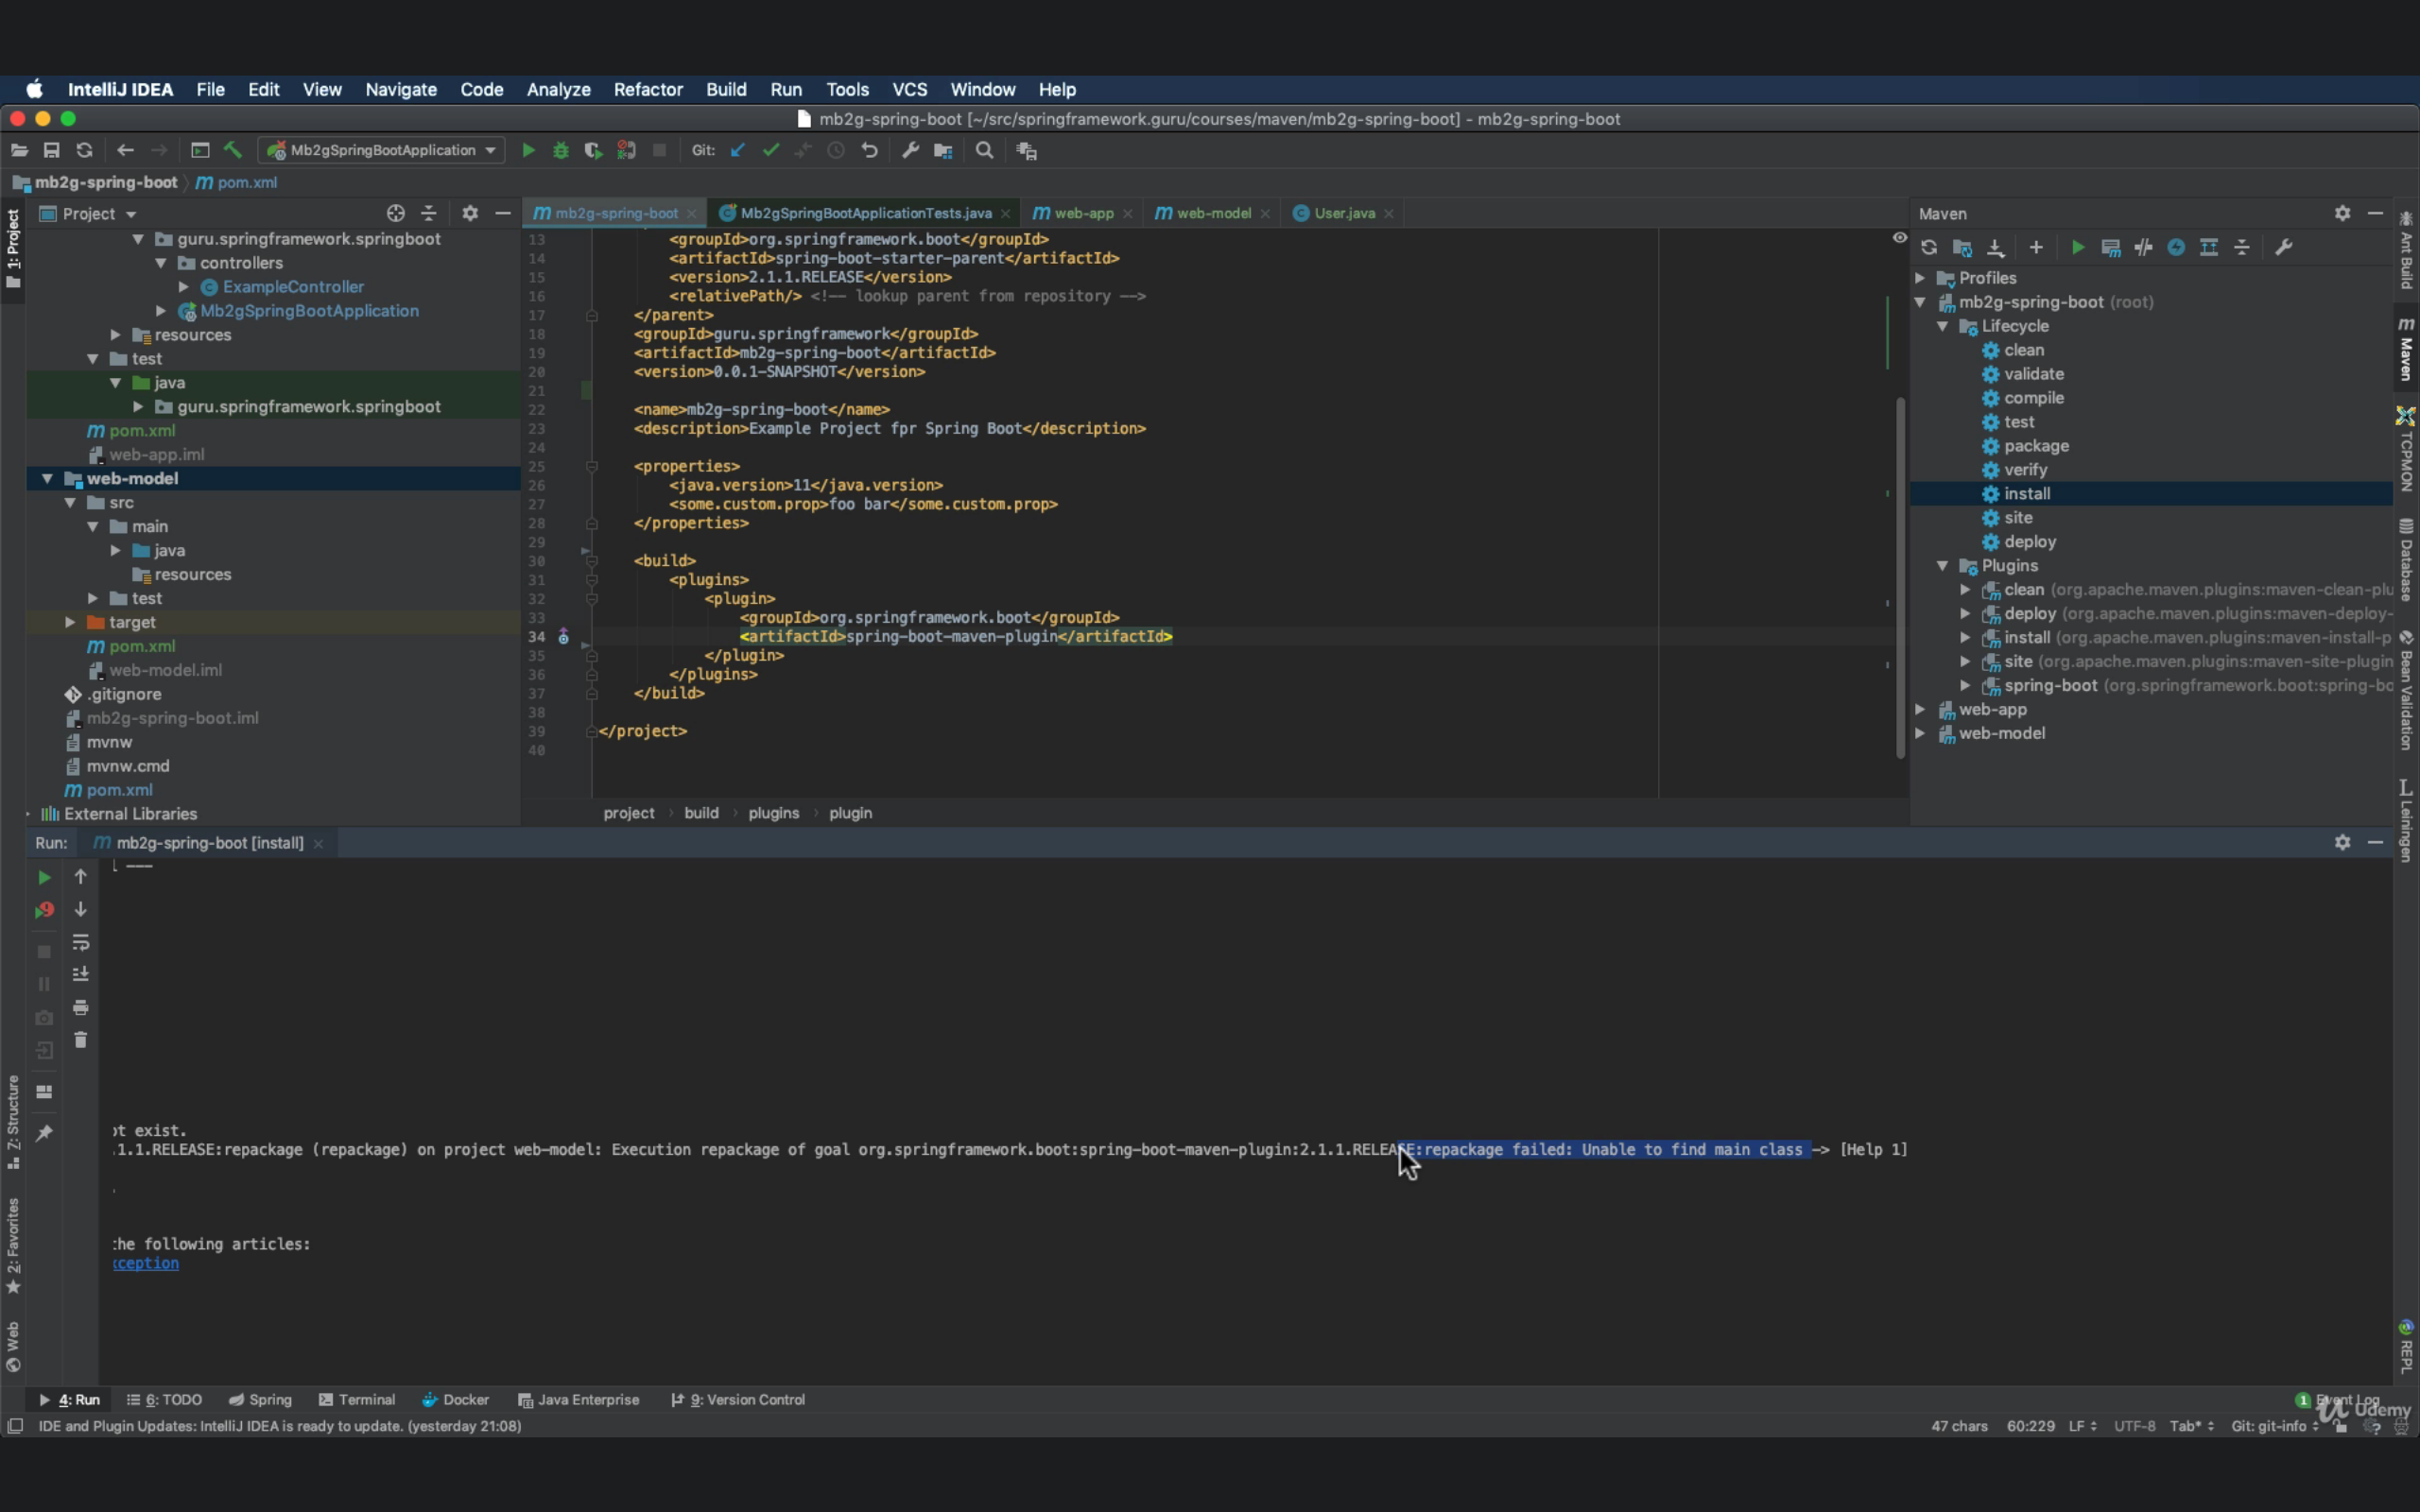 IntelliJ IDEA File Edit View Navigate Code Analyze Refactor Build Run Tools VCS Window Help
mb2g-spring-boot [~/src/springframework.guru/courses/maven/mb2g-spring-boot] - mb2g-spring-boot
Mb2gSpringBootApplication Git:
mb2g-spring-boot pom.xml
1: Project
Project
guru.springframework.springboot
controllers
ExampleController
Mb2gSpringBootApplication
resources
test
java
guru.springframework.springboot
pom.xml
web-app.iml
web-model
src
main
java
resources
test
target
pom.xml
web-model.iml
.gitignore
mb2g-spring-boot.iml
mvnw
mvnw.cmd
pom.xml
External Libraries
mb2g-spring-boot Mb2gSpringBootApplicationTests.java web-app web-model User.java
13 <groupId>org.springframework.boot</groupId>
14 <artifactId>spring-boot-starter-parent</artifactId>
15 <version>2.1.1.RELEASE</version>
16 <relativePath/> <!-- lookup parent from repository -->
17 </parent>
18 <groupId>guru.springframework</groupId>
19 <artifactId>mb2g-spring-boot</artifactId>
20 <version>0.0.1-SNAPSHOT</version>
21
22 <name>mb2g-spring-boot</name>
23 <description>Example Project fpr Spring Boot</description>
24
25 <properties>
26 <java.version>11</java.version>
27 <some.custom.prop>foo bar</some.custom.prop>
28 </properties>
29
30 <build>
31 <plugins>
32 <plugin>
33 <groupId>org.springframework.boot</groupId>
34 <artifactId>spring-boot-maven-plugin</artifactId>
35 </plugin>
36 </plugins>
37 </build>
38
39 </project>
40
project build plugins plugin
Maven
Profiles
mb2g-spring-boot (root)
Lifecycle
clean
validate
compile
test
package
verify
install
site
deploy
Plugins
clean (org.apache.maven.plugins:maven-clean-plu
deploy (org.apache.maven.plugins:maven-deploy-
install (org.apache.maven.plugins:maven-install-p
site (org.apache.maven.plugins:maven-site-plugin
spring-boot (org.springframework.boot:spring-bo
web-app
web-model
Ant Build
Maven
TCPMON
Database
Bean Validation
Leiningen
REPL
Run: mb2g-spring-boot [install]
[ ---
ot exist.
.1.1.RELEASE:repackage (repackage) on project web-model: Execution repackage of goal org.springframework.boot:spring-boot-maven-plugin:2.1.1.RELEASE:repackage failed: Unable to find main class -> [Help 1]
the following articles:
xception
Z: Structure
2: Favorites
Web
4: Run 6: TODO Spring Terminal Docker Java Enterprise 9: Version Control 1 Event Log
IDE and Plugin Updates: IntelliJ IDEA is ready to update. (yesterday 21:08) 47 chars 60:229 LF UTF-8 Tab* Git: git-info
Udemy